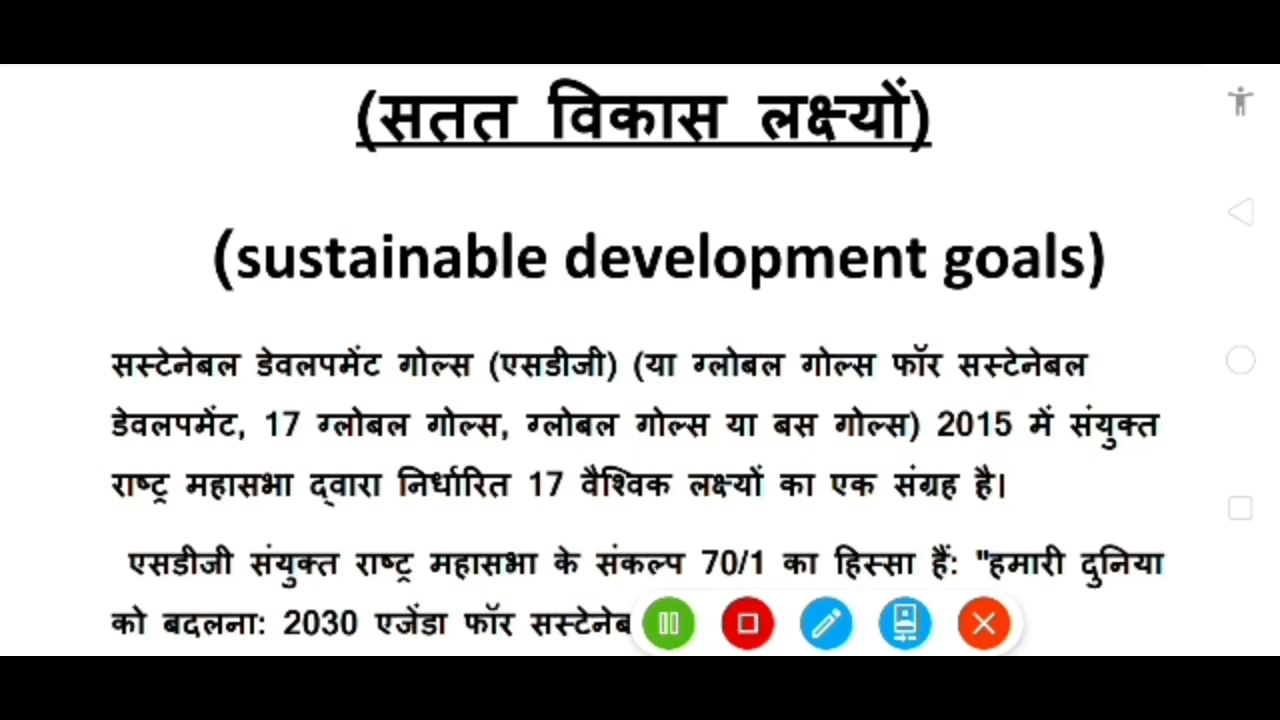 (सतत विकास लक्ष्यों)
(sustainable development goals)
सस्टेनेबल डेवलपमेंट गोल्स (एसडीजी) (या ग्लोबल गोल्स फॉर सस्टेनेबल
डेवलपमेंट, 17 ग्लोबल गोल्स, ग्लोबल गोल्स या बस गोल्स) 2015 में संयुक्त
राष्ट्र महासभा द्वारा निर्धारित 17 वैश्विक लक्ष्यों का एक संग्रह है।
एसडीजी संयुक्त राष्ट्र महासभा के संकल्प 70/1 का हिस्सा हैं: "हमारी दुनिया
को बदलना: 2030 एजेंडा फॉर